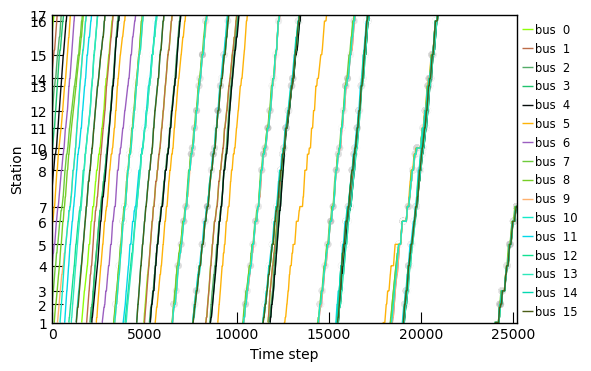 17
16
15
14
13
12
11
10
9
8
7
6
5
4
3
2
1
Station
0 5000 10000 15000 20000 25000
Time step
bus 0
bus 1
bus 2
bus 3
bus 4
bus 5
bus 6
bus 7
bus 8
bus 9
bus 10
bus 11
bus 12
bus 13
bus 14
bus 15